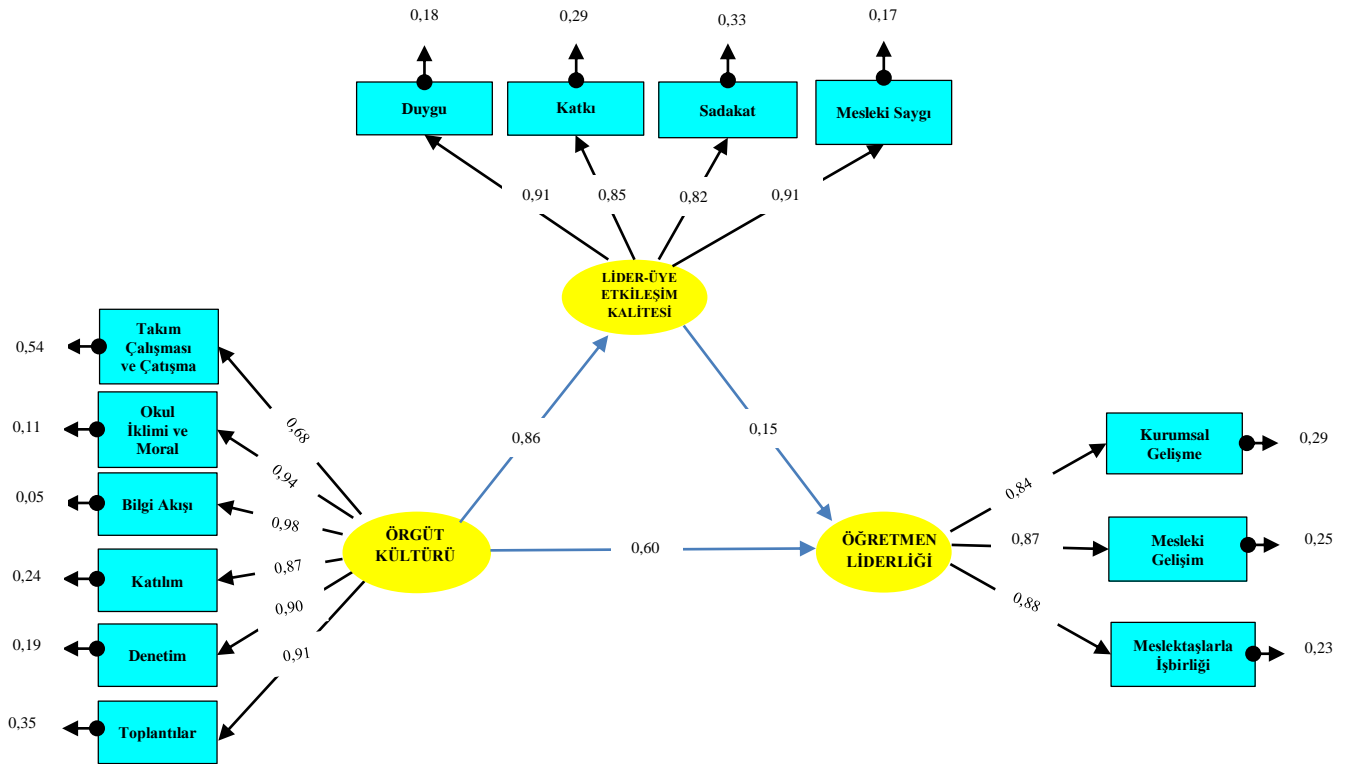 0,18
0,29
0,33
0,17
Duygu
Katkı
Sadakat
Mesleki Saygı
0,91
0,85
0,82
0,91
LİDER-ÜYE
ETKİLEŞİM
KALİTESİ
0,54
Takım
Çalışması
ve Çatışma
0,11
Okul
İklimi ve
Moral
0,05
Bilgi Akışı
0,24
Katılım
0,19
Denetim
0,35
Toplantılar
0,68
0,94
0,98
0,87
0,90
0,91
ÖRGÜT
KÜLTÜRÜ
0,86
0,15
0,60
ÖĞRETMEN
LİDERLİĞİ
0,84
0,87
0,88
Kurumsal
Gelişme
0,29
Mesleki
Gelişim
0,25
Meslektaşlarla
İşbirliği
0,23